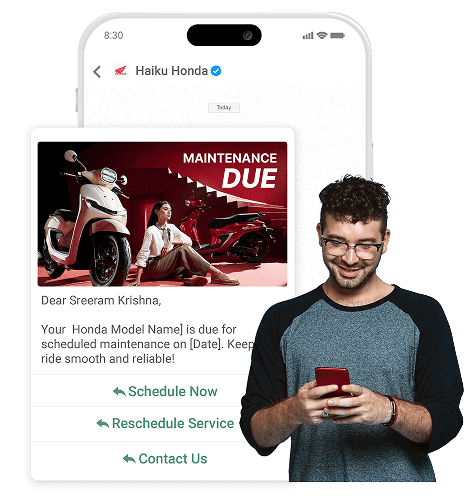 8:30
Haiku Honda
Today
MAINTENANCE
DUE
Dear Sreeram Krishna,
Your Honda Model Name] is due for
scheduled maintenance on [Date]. Keep
ride smooth and reliable!
Schedule Now
Reschedule Service
Contact Us